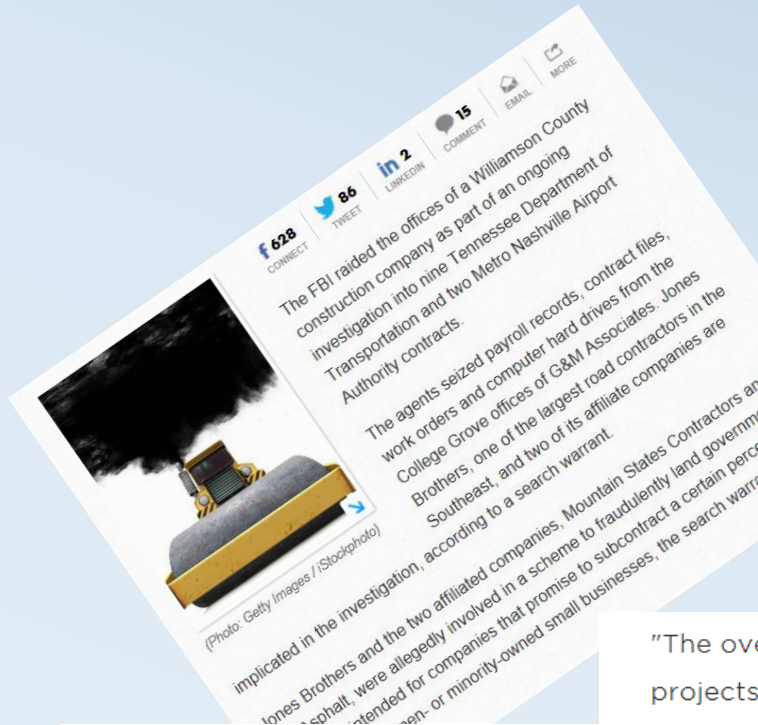 f 628
CONNECT
86
TWEET
in 2
LINKEDIN
15
COMMENT
EMAIL
MORE
The FBI raided the offices of a Williamson County
construction company as part of an ongoing
investigation into nine Tennessee Department of
Transportation and two Metro Nashville Airport
Authority contracts.
The agents seized payroll records, contract files,
work orders and computer hard drives from the
College Grove offices of G&M Associates. Jones
Brothers, one of the largest road contractors in the
Southeast, and two of its affiliate companies are
(Photo: Getty Images / iStockphoto)
implicated in the investigation, according to a search warrant.
Jones Brothers and the two affiliated companies, Mountain States Contractors
Asphalt, were allegedly involved in a scheme to fraudulently land
intended for companies that promise to subcontract a certain
or minority-owned small businesses, the search
"The
projects